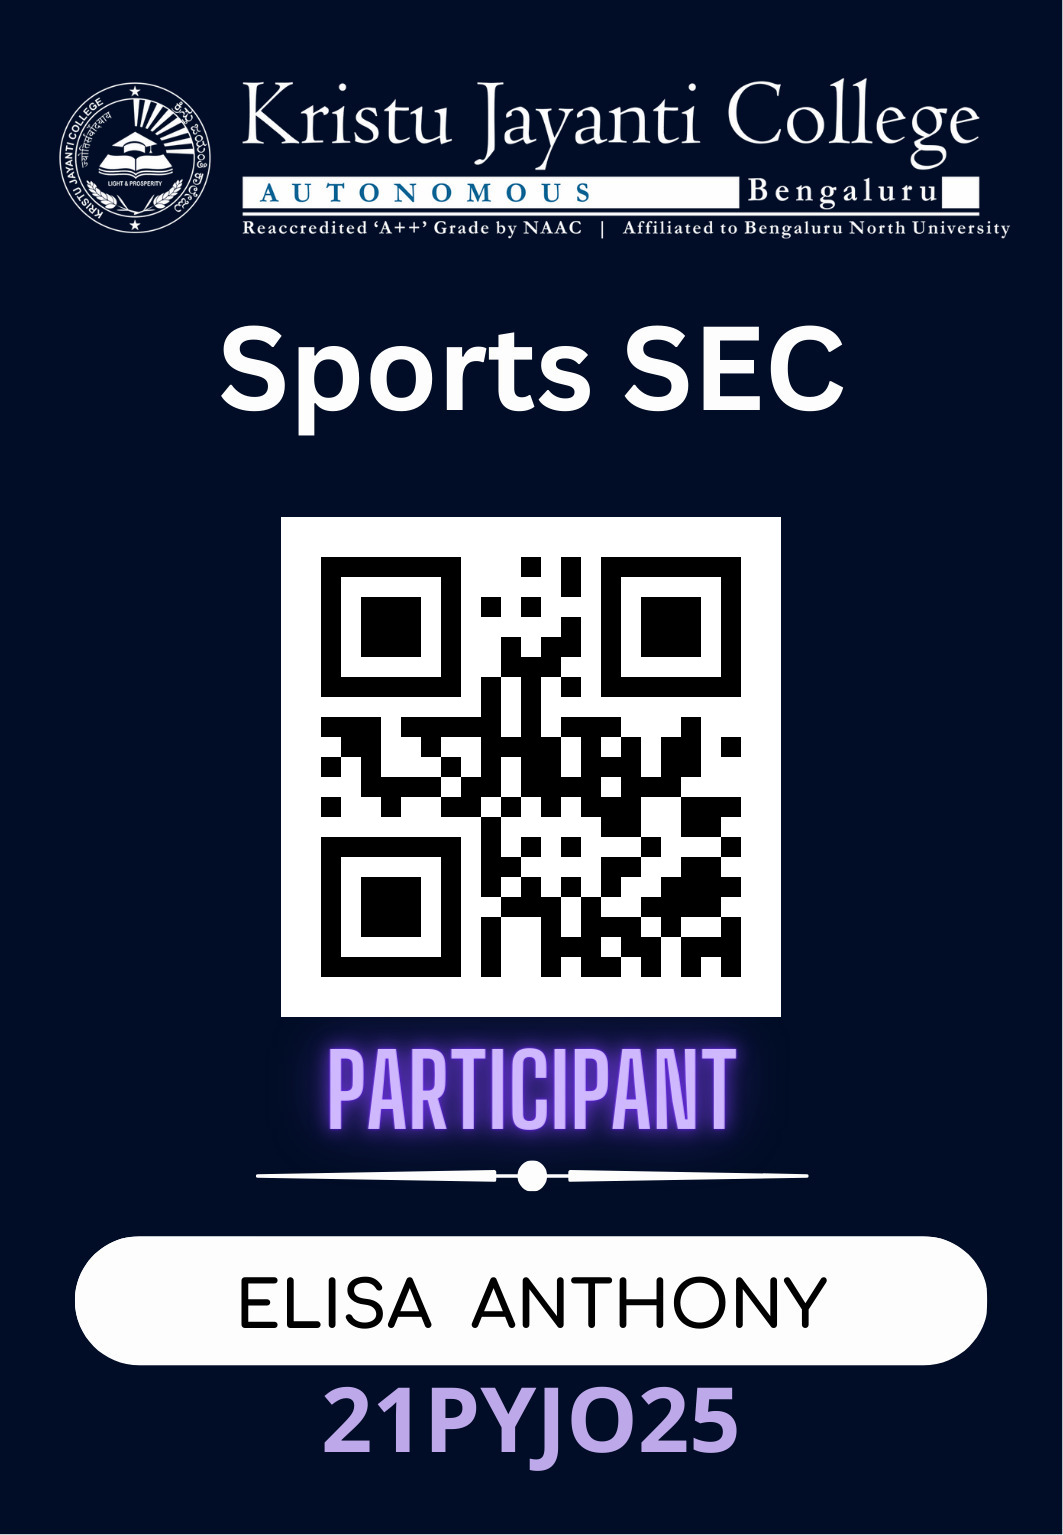 KRISTU JAYANTI COLLEGE
ज्योतिसंवादायाय
ಕ್ರಿಸ್ತು ಜಯಂತಿ ಕಾಲೇಜು
LIGHT & PROSPERITY
Kristu Jayanti College
AUTONOMOUS Bengaluru
Reaccredited ‘A++’ Grade by NAAC | Affiliated to Bengaluru North University
Sports SEC
PARTICIPANT
ELISA ANTHONY
21PYJO25